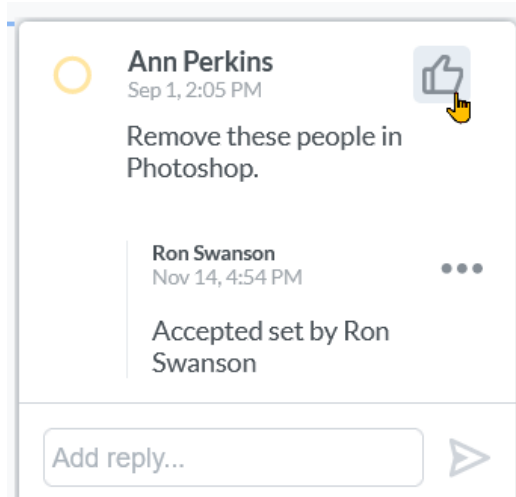 Ann Perkins
Sep 1, 2:05 PM
Remove these people in
Photoshop.
Ron Swanson
Nov 14, 4:54 PM
Accepted set by Ron
Swanson
Add reply...